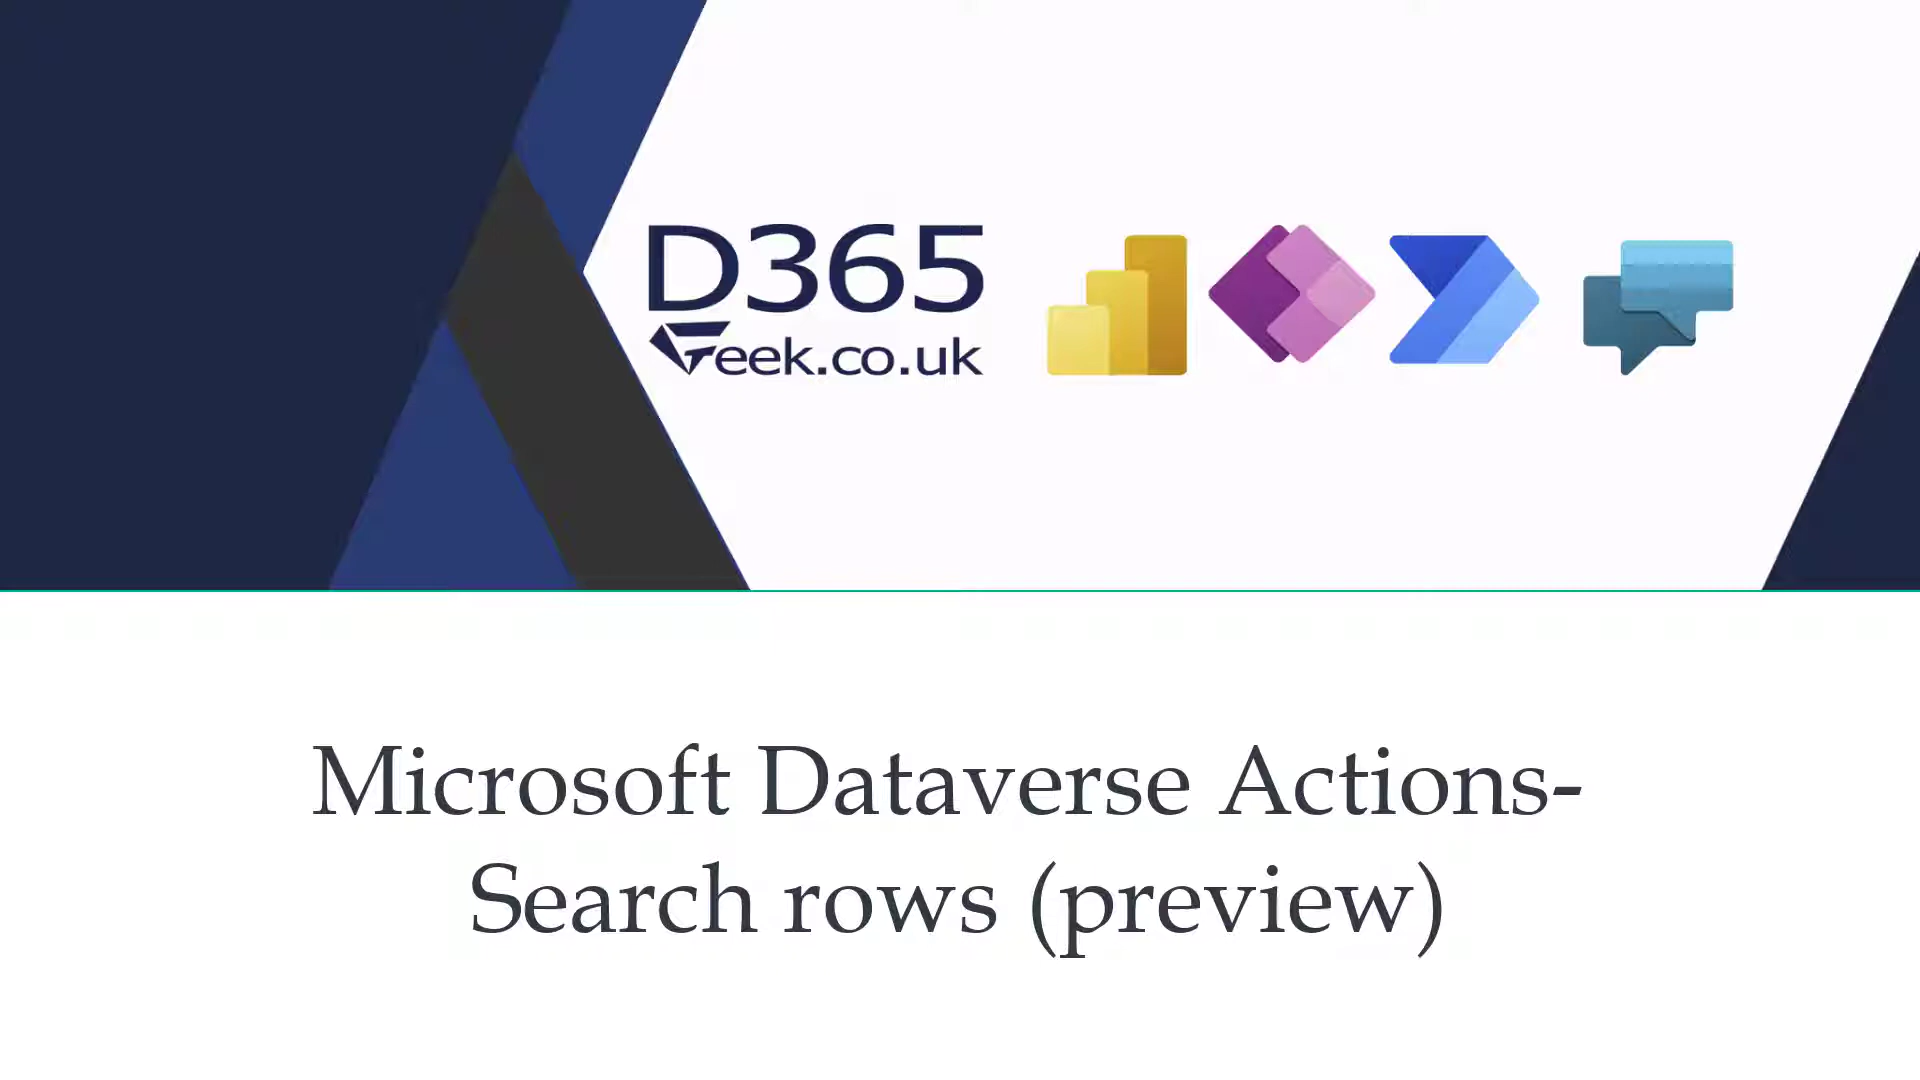 D365
Geek.co.uk
Microsoft Dataverse Actions-
Search rows (preview)